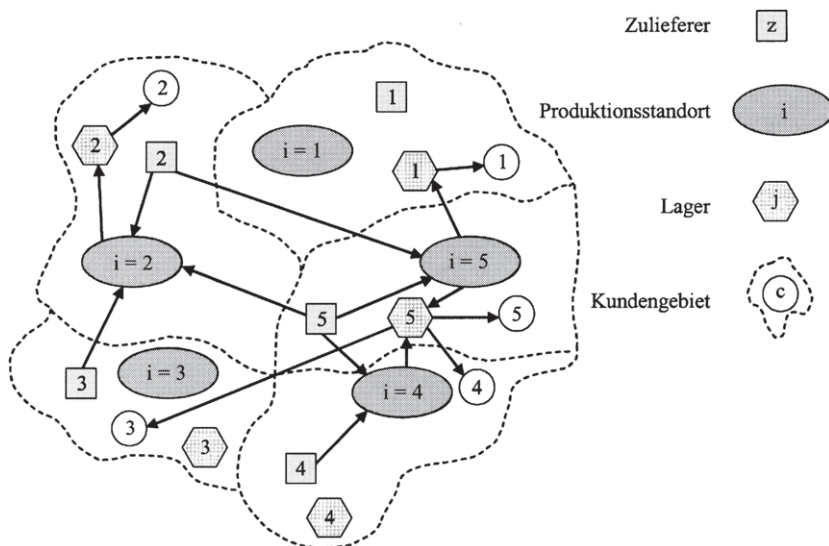 Zulieferer
z
Produktionsstandort
i
Lager
j
Kundengebiet
c
2
2
2
1
i = 1
1
1
i = 2
i = 5
5
5
5
3
i = 3
i = 4
4
3
3
4
4